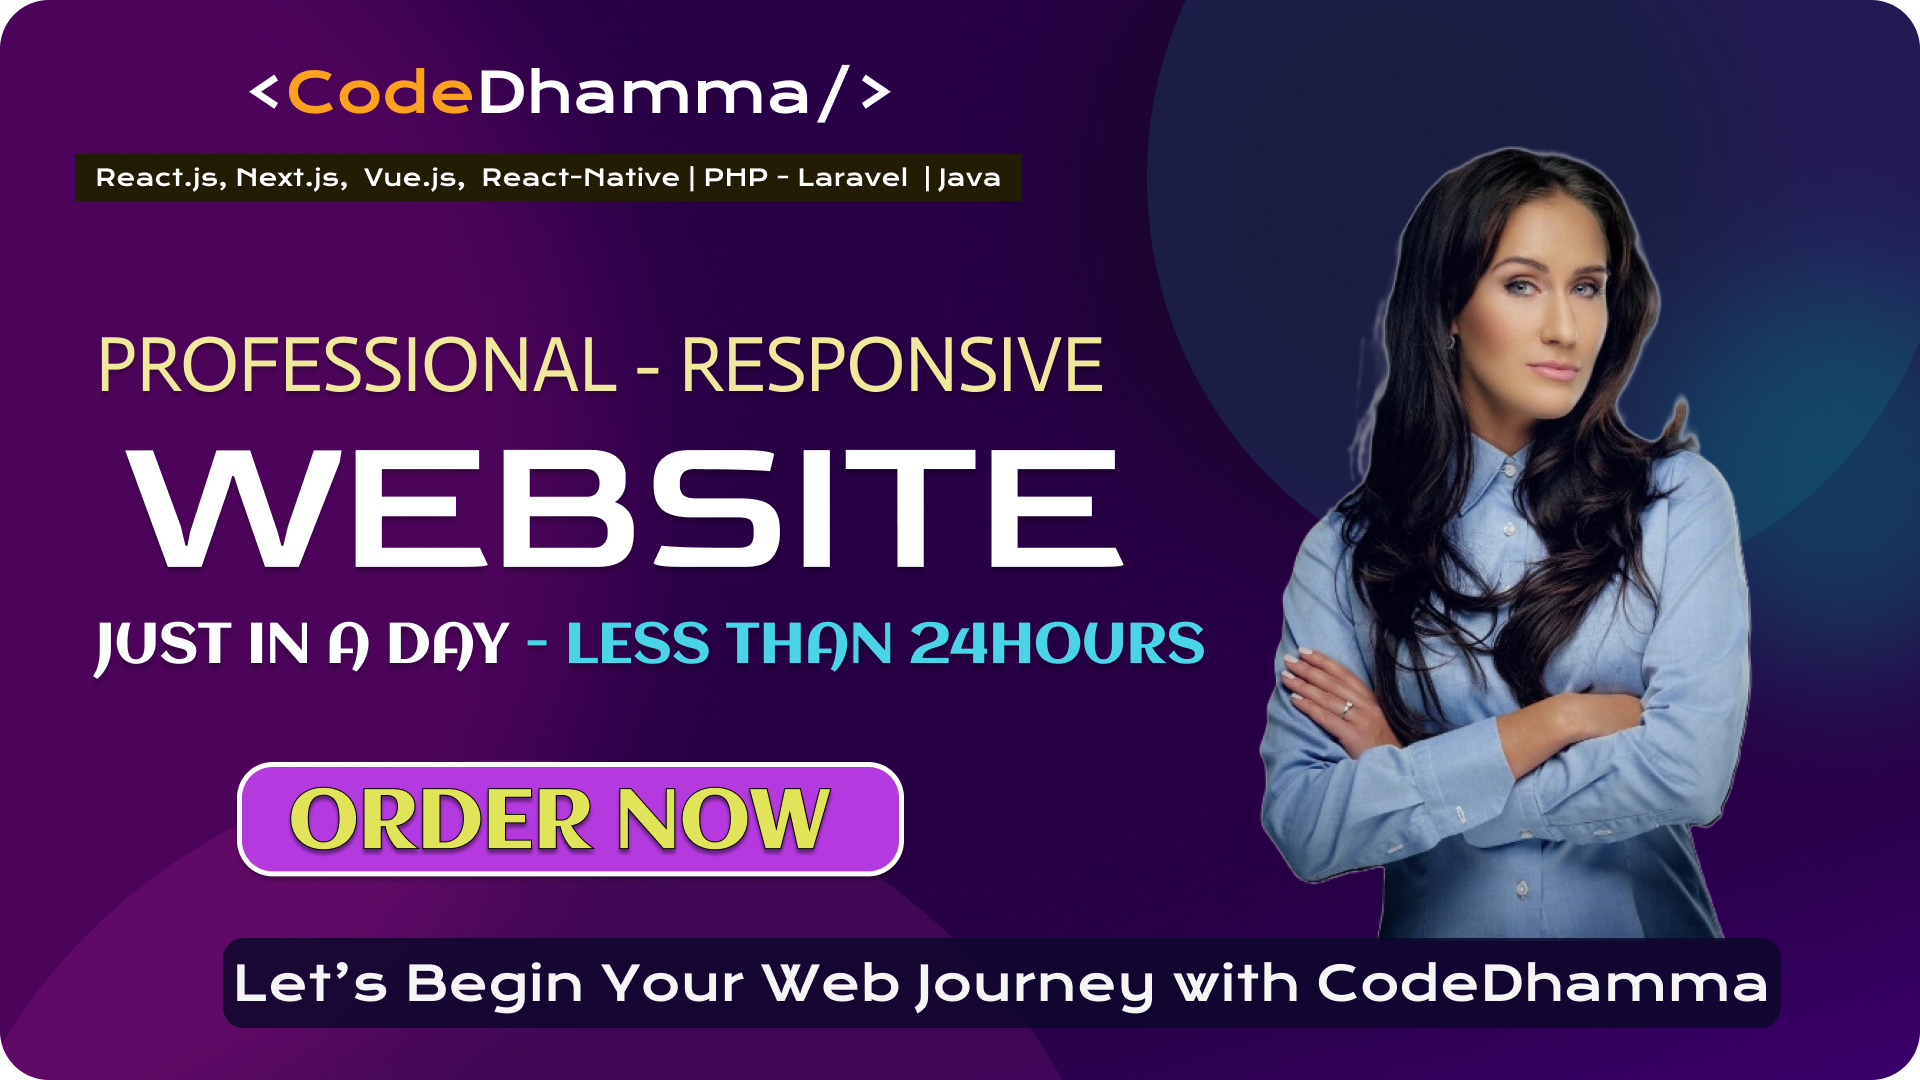 <CodeDhamma/>
React.js, Next.js, Vue.js, React-Native | PHP - Laravel | Java
PROFESSIONAL - RESPONSIVE
WEBSITE
JUST IN A DAY - LESS THAN 24HOURS
ORDER NOW
Let’s Begin Your Web Journey with CodeDhamma